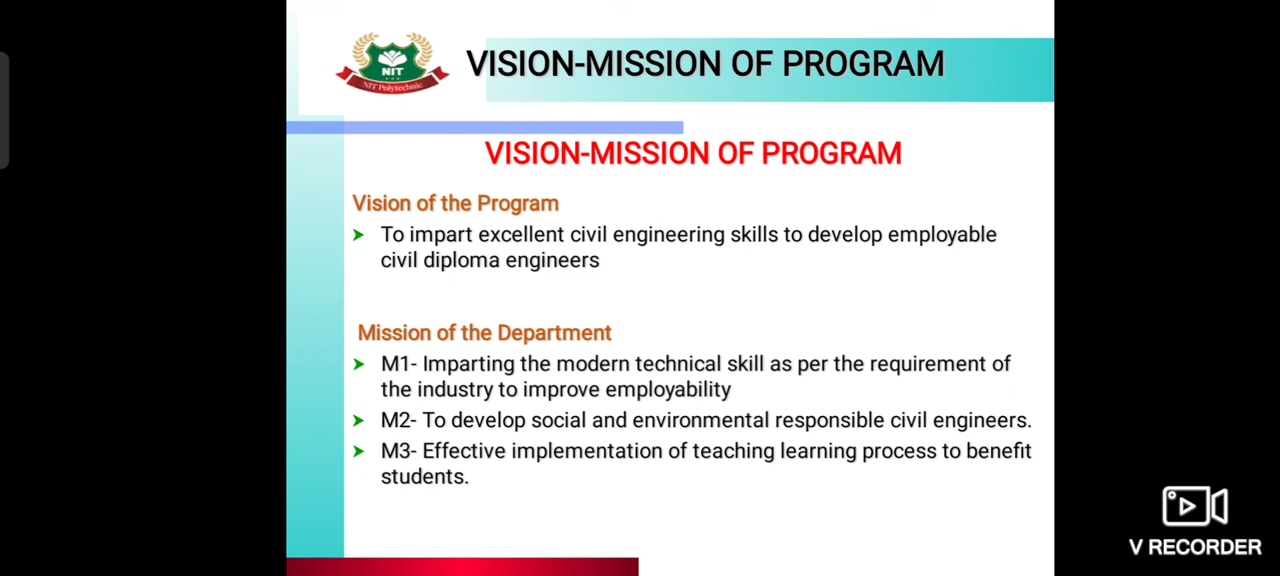 NIT
NIT Polytechnic
VISION-MISSION OF PROGRAM
VISION-MISSION OF PROGRAM
Vision of the Program
To impart excellent civil engineering skills to develop employable
civil diploma engineers
Mission of the Department
M1- Imparting the modern technical skill as per the requirement of
the industry to improve employability
M2- To develop social and environmental responsible civil engineers.
M3- Effective implementation of teaching learning process to benefit
students.
V RECORDER